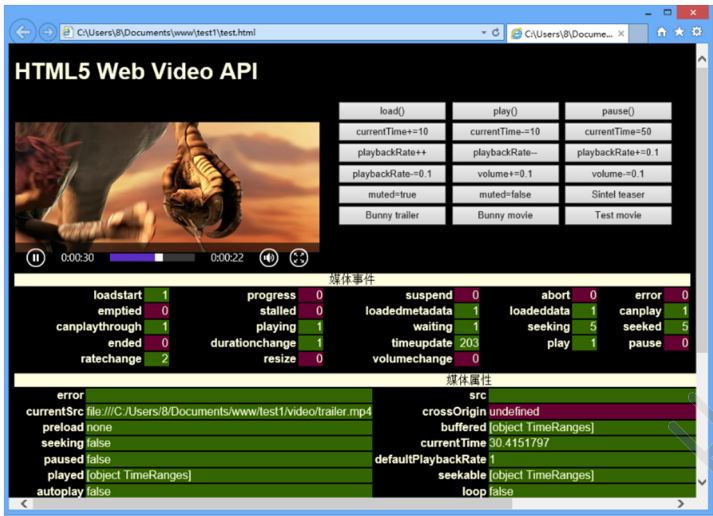 C:\Users\8\Documents\www\test1\test.html
C:\Users\8\Docume...
HTML5 Web Video API
load() play() pause()
currentTime+=10 currentTime-=10 currentTime=50
playbackRate++ playbackRate-- playbackRate+=0.1
playbackRate-=0.1 volume+=0.1 volume-=0.1
muted=true muted=false Sintel teaser
Bunny trailer Bunny movie Test movie
0:00:30 0:00:22
媒体事件
loadstart 1 progress 0 suspend 0 abort 0 error 0
emptied 0 stalled 0 loadedmetadata 1 loadeddata 1 canplay 1
canplaythrough 1 playing 1 waiting 1 seeking 5 seeked 5
ended 0 durationchange 1 timeupdate 203 play 1 pause 0
ratechange 2 resize 0 volumechange 0
媒体属性
error src
currentSrc file:///C:/Users/8/Documents/www/test1/video/trailer.mp4 crossOrigin undefined
preload none buffered [object TimeRanges]
seeking false currentTime 30.4151797
paused false defaultPlaybackRate 1
played [object TimeRanges] seekable [object TimeRanges]
autoplay false loop false